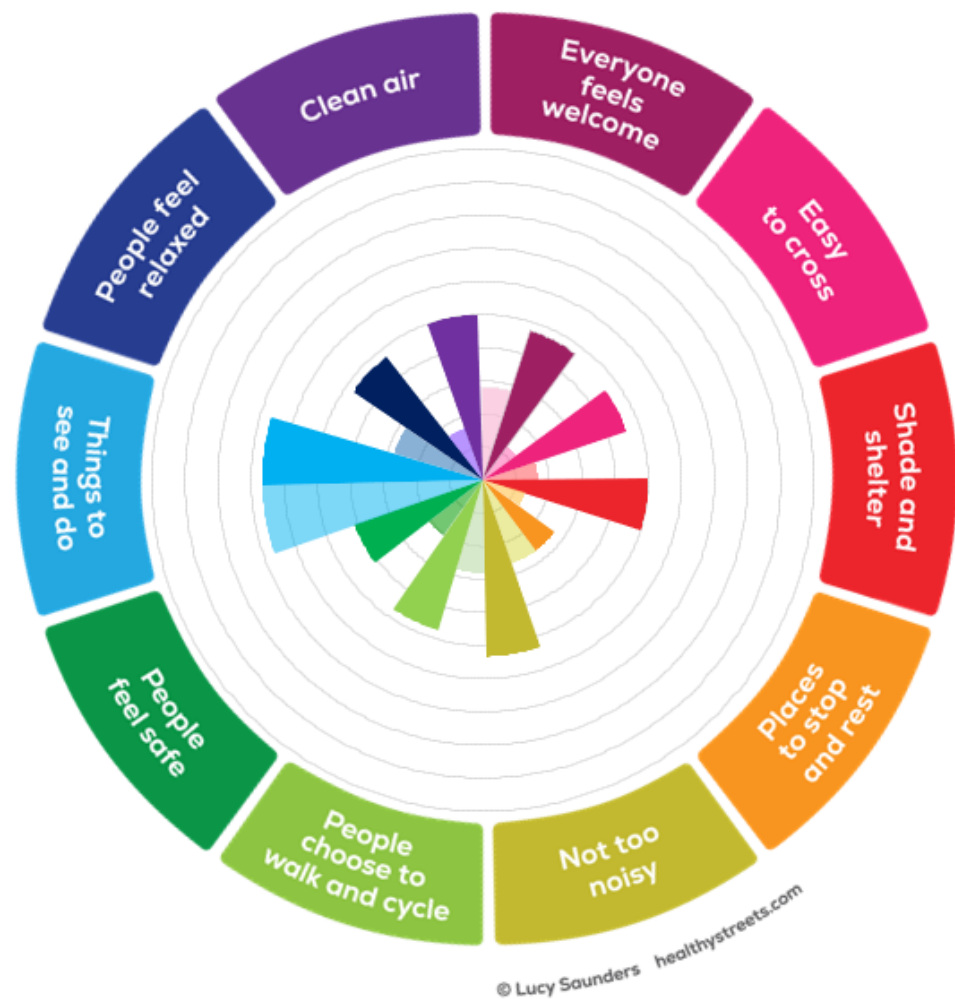 Clean air
Everyone
feels
welcome
Easy
to cross
Shade and
shelter
Places
to stop
and rest
Not too
noisy
People
choose to
walk and cycle
People
feel safe
Things to
see and do
People feel
relaxed
© Lucy Saunders healthystreets.com